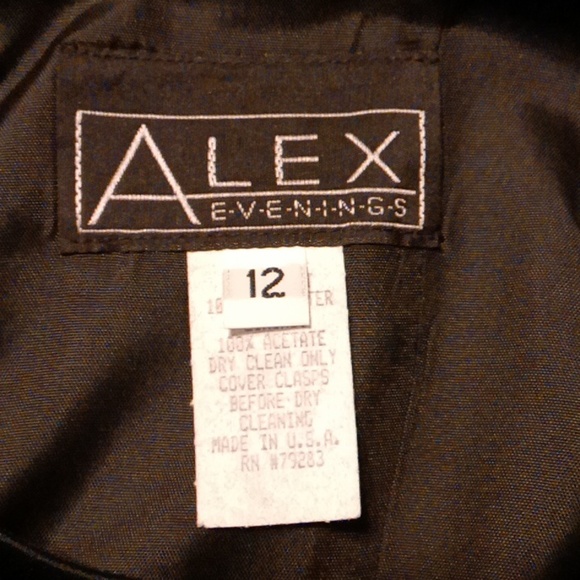 ALEX
E-V-E-N-I-N-G-S
12
100% ACETATE
DRY CLEAN ONLY
COVER CLASPS
BEFORE DRY
CLEANING
MADE IN U.S.A.
RN #79283